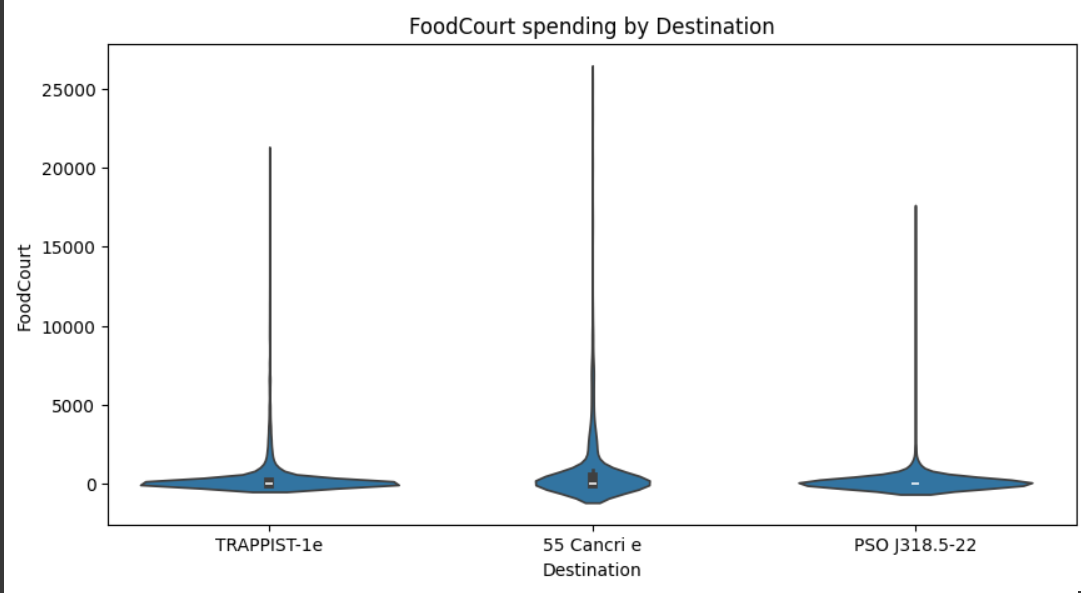 FoodCourt spending by Destination
25000
20000
15000
10000
5000
0
FoodCourt
TRAPPIST-1e
55 Cancri e
PSO J318.5-22
Destination